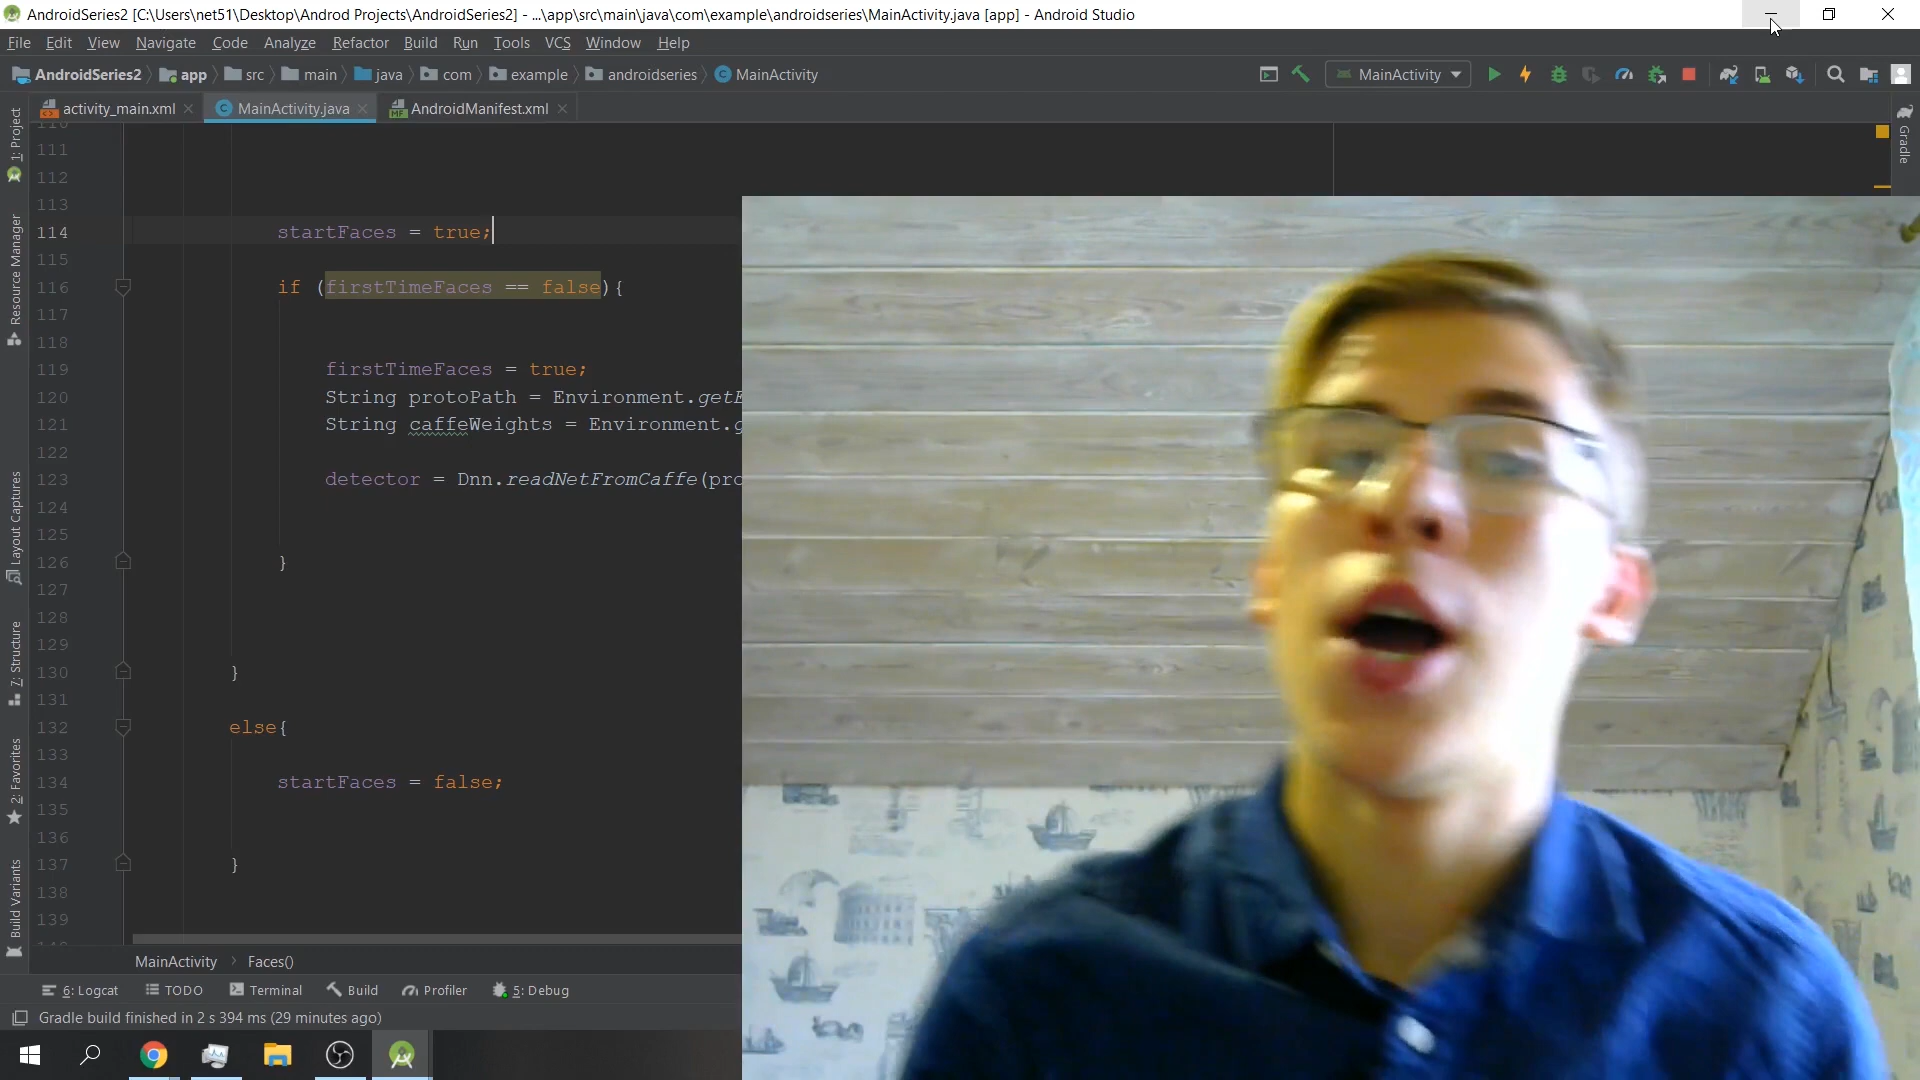 AndroidSeries2 [C:\Users\net51\Desktop\Androd Projects\AndroidSeries2] - ...\app\src\main\java\com\example\androidseries\MainActivity.java [app] - Android Studio
File Edit View Navigate Code Analyze Refactor Build Run Tools VCS Window Help
AndroidSeries2 app src main java com example androidseries MainActivity MainActivity
activity_main.xml MainActivity.java AndroidManifest.xml
1: Project
Resource Manager
Layout Captures
7: Structure
2: Favorites
Build Variants
Gradle
111
112
113
114 startFaces = true;
115
116 if (firstTimeFaces == false){
117
118
119 firstTimeFaces = true;
120 String protoPath = Environment.getE
121 String caffeWeights = Environment.g
122
123 detector = Dnn.readNetFromCaffe(pro
124
125
126 }
127
128
129
130 }
131
132 else{
133
134 startFaces = false;
135
136
137 }
138
139
MainActivity Faces()
6: Logcat TODO Terminal Build Profiler 5: Debug
Gradle build finished in 2 s 394 ms (29 minutes ago)